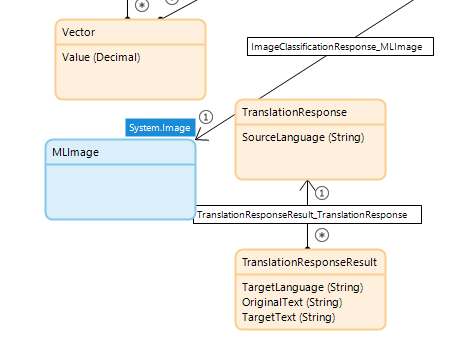 *
Vector
Value (Decimal)
ImageClassificationResponse_MLImage
1
System.Image
TranslationResponse
SourceLanguage (String)
MLImage
1
TranslationResponseResult_TranslationResponse
*
TranslationResponseResult
TargetLanguage (String)
OriginalText (String)
TargetText (String)